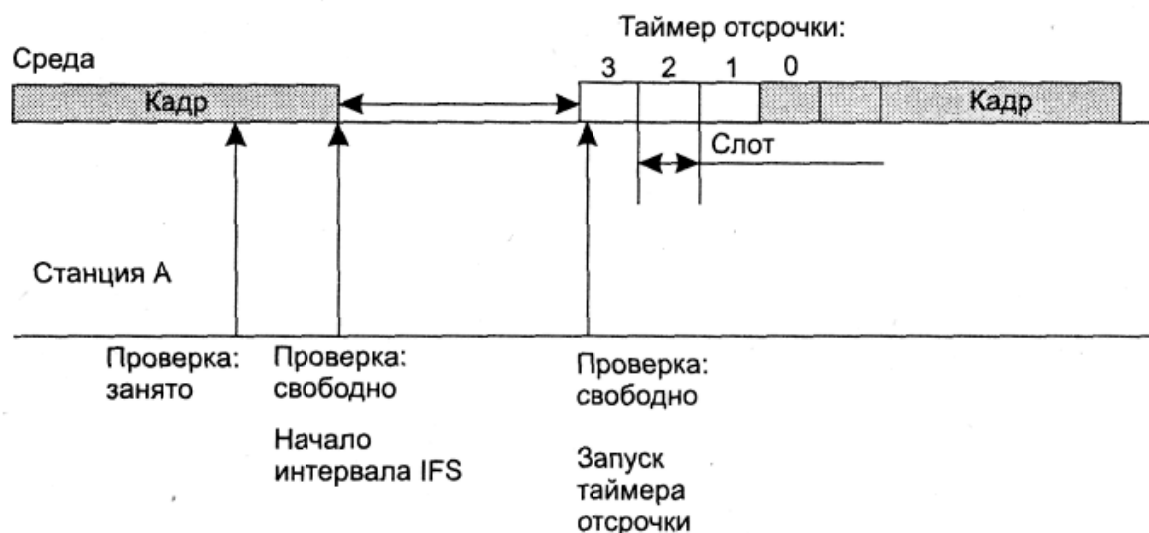 Таймер отсрочки:
Среда
3 2 1 0
Кадр
Кадр
Слот
Станция А
Проверка:
занято
Проверка:
свободно
Начало
интервала IFS
Проверка:
свободно
Запуск
таймера
отсрочки